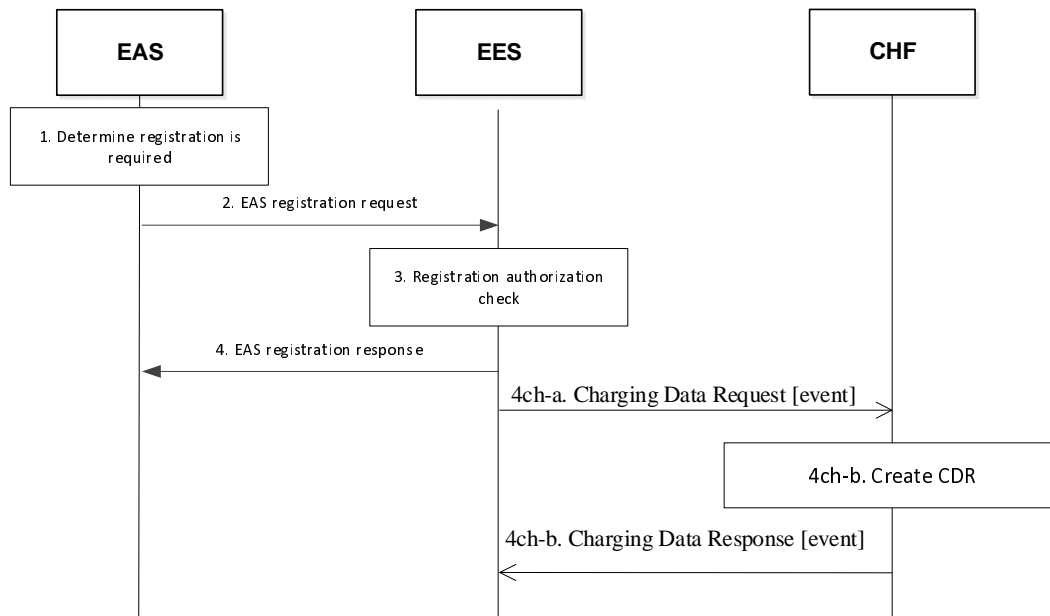 EAS
EES
CHF
1. Determine registration is
required
2. EAS registration request
3. Registration authorization
check
4. EAS registration response
4ch-a. Charging Data Request [event]
4ch-b. Create CDR
4ch-b. Charging Data Response [event]